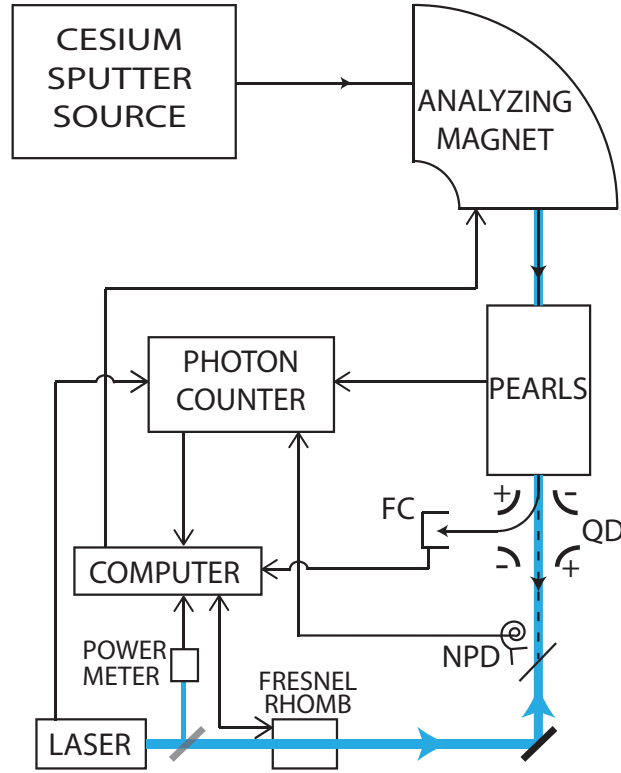 CESIUM
SPUTTER
SOURCE
ANALYZING
MAGNET
PHOTON
COUNTER
PEARLS
+
-
FC
QD
-
+
COMPUTER
NPD
POWER
METER
FRESNEL
RHOMB
LASER